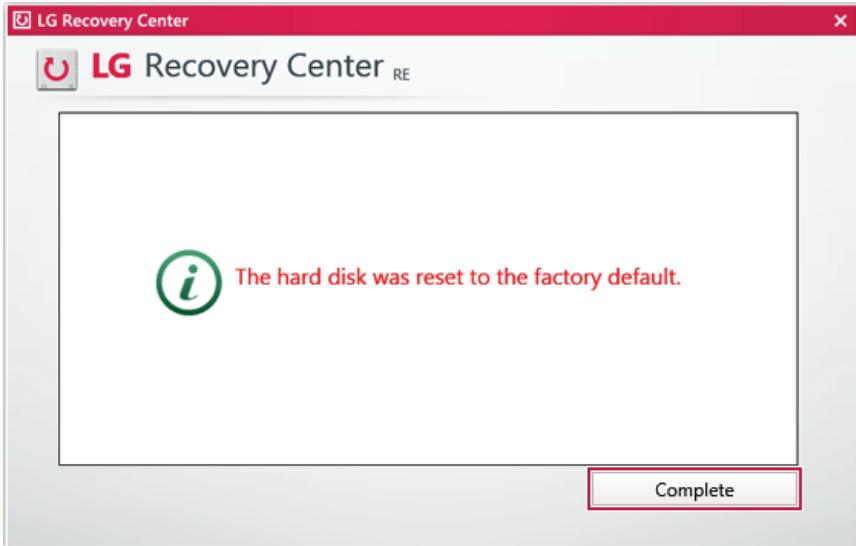 LG Recovery Center
LG Recovery Center RE
The hard disk was reset to the factory default.
Complete